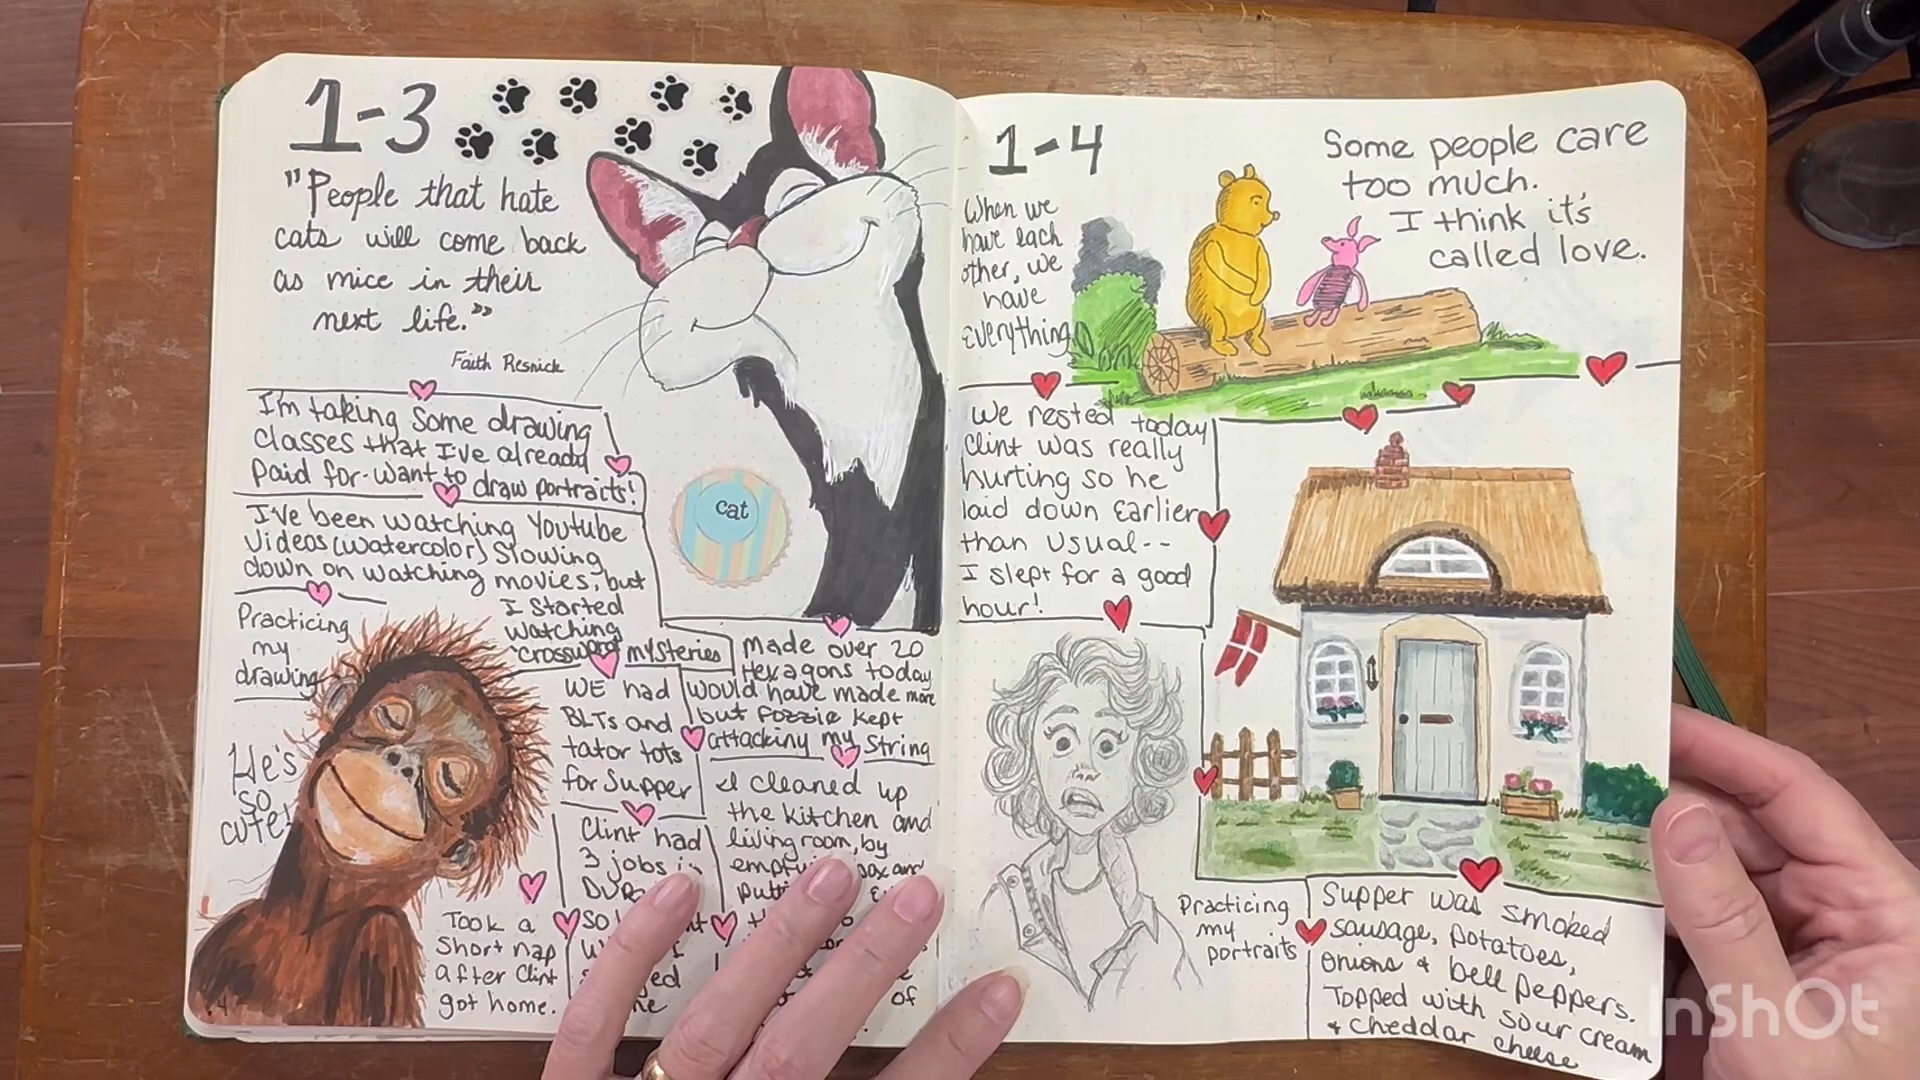 1-3
"People that hate
cats will come back
as mice in their
next life."
Faith Resnick
I'm taking some drawing
classes that I've already
paid for - want to draw portraits!
I've been watching YouTube
videos (watercolor) Slowing
down on watching movies, but
I started
watching
"crossword mysteries
Practicing
my
drawing
He's
so
cute!
cat
WE had
BLTs and
tator tots
for Supper
made over 20
Hexagons today
would have made more
but Fozzie kept
attacking my String
Clint had
3 jobs in
I cleaned up
the kitchen and
living room, by
box and
Took a
short nap
after Clint
got home.
of
1-4
When we
have each
other, we
have
Everything
Some people care
too much.
I think it's
called love.
We rested today
Clint was really
hurting so he
laid down Earlier
than Usual--
I slept for a good
hour!
Practicing
my
portraits
Supper was smoked
sausage, potatoes,
onions & bell peppers.
Topped with sour cream
& cheddar cheese
InShOt